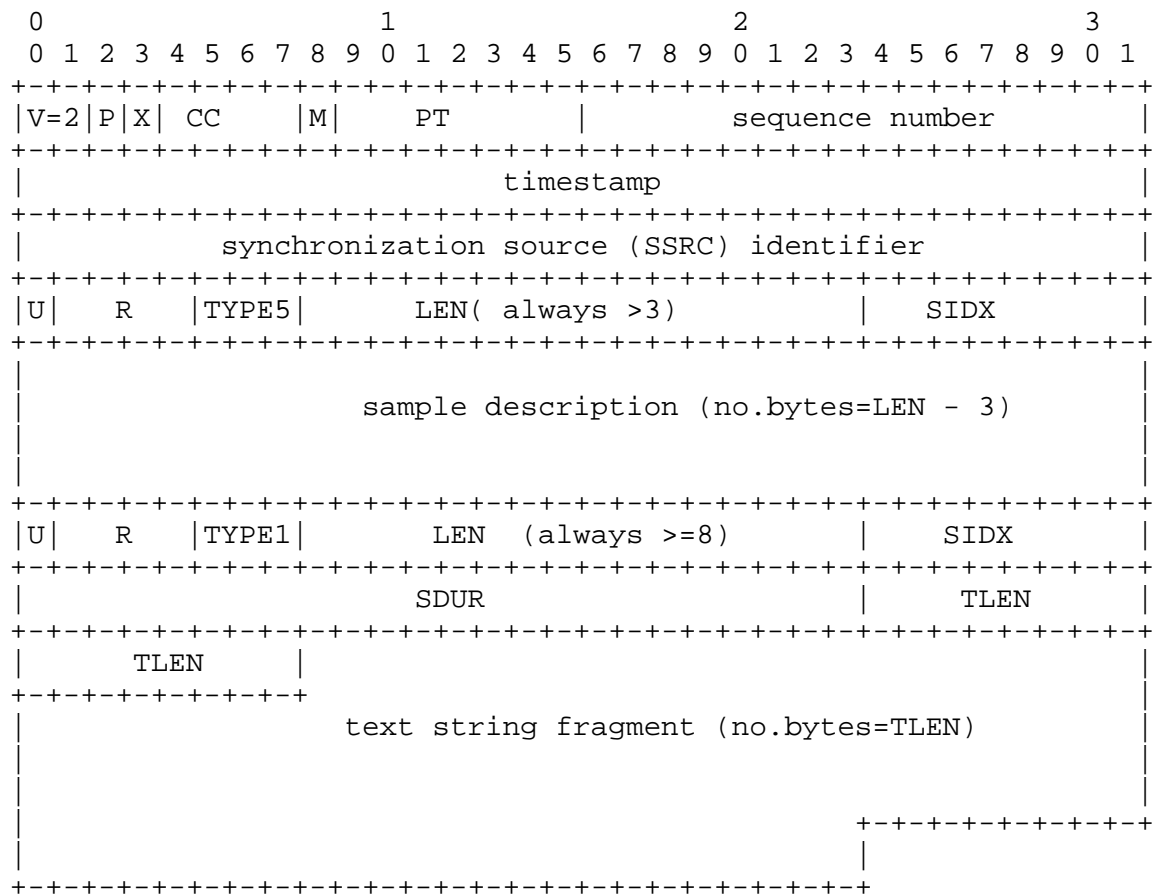 0                   1                   2                   3
 0 1 2 3 4 5 6 7 8 9 0 1 2 3 4 5 6 7 8 9 0 1 2 3 4 5 6 7 8 9 0 1
+-+-+-+-+-+-+-+-+-+-+-+-+-+-+-+-+-+-+-+-+-+-+-+-+-+-+-+-+-+-+-+-+
|V=2|P|X| CC    |M|    PT       |        sequence number        |
+-+-+-+-+-+-+-+-+-+-+-+-+-+-+-+-+-+-+-+-+-+-+-+-+-+-+-+-+-+-+-+-+
|                           timestamp                           |
+-+-+-+-+-+-+-+-+-+-+-+-+-+-+-+-+-+-+-+-+-+-+-+-+-+-+-+-+-+-+-+-+
|           synchronization source (SSRC) identifier            |
+-+-+-+-+-+-+-+-+-+-+-+-+-+-+-+-+-+-+-+-+-+-+-+-+-+-+-+-+-+-+-+-+
|U|   R   |TYPE5|      LEN( always >3)          |   SIDX        |
+-+-+-+-+-+-+-+-+-+-+-+-+-+-+-+-+-+-+-+-+-+-+-+-+-+-+-+-+-+-+-+-+
|                                                               |
|                   sample description (no.bytes=LEN - 3)       |
|                                                               |
|                                                               |
+-+-+-+-+-+-+-+-+-+-+-+-+-+-+-+-+-+-+-+-+-+-+-+-+-+-+-+-+-+-+-+-+
|U|   R   |TYPE1|       LEN  (always >=8)       |    SIDX       |
+-+-+-+-+-+-+-+-+-+-+-+-+-+-+-+-+-+-+-+-+-+-+-+-+-+-+-+-+-+-+-+-+
|                      SDUR                     |     TLEN      |
+-+-+-+-+-+-+-+-+-+-+-+-+-+-+-+-+-+-+-+-+-+-+-+-+-+-+-+-+-+-+-+-+
|      TLEN     |                                               |
+-+-+-+-+-+-+-+-+                                               |
|                  text string fragment (no.bytes=TLEN)         |
|                                                               |
|                                                               |
|                                               +-+-+-+-+-+-+-+-+
|                                               |
+-+-+-+-+-+-+-+-+-+-+-+-+-+-+-+-+-+-+-+-+-+-+-+-+